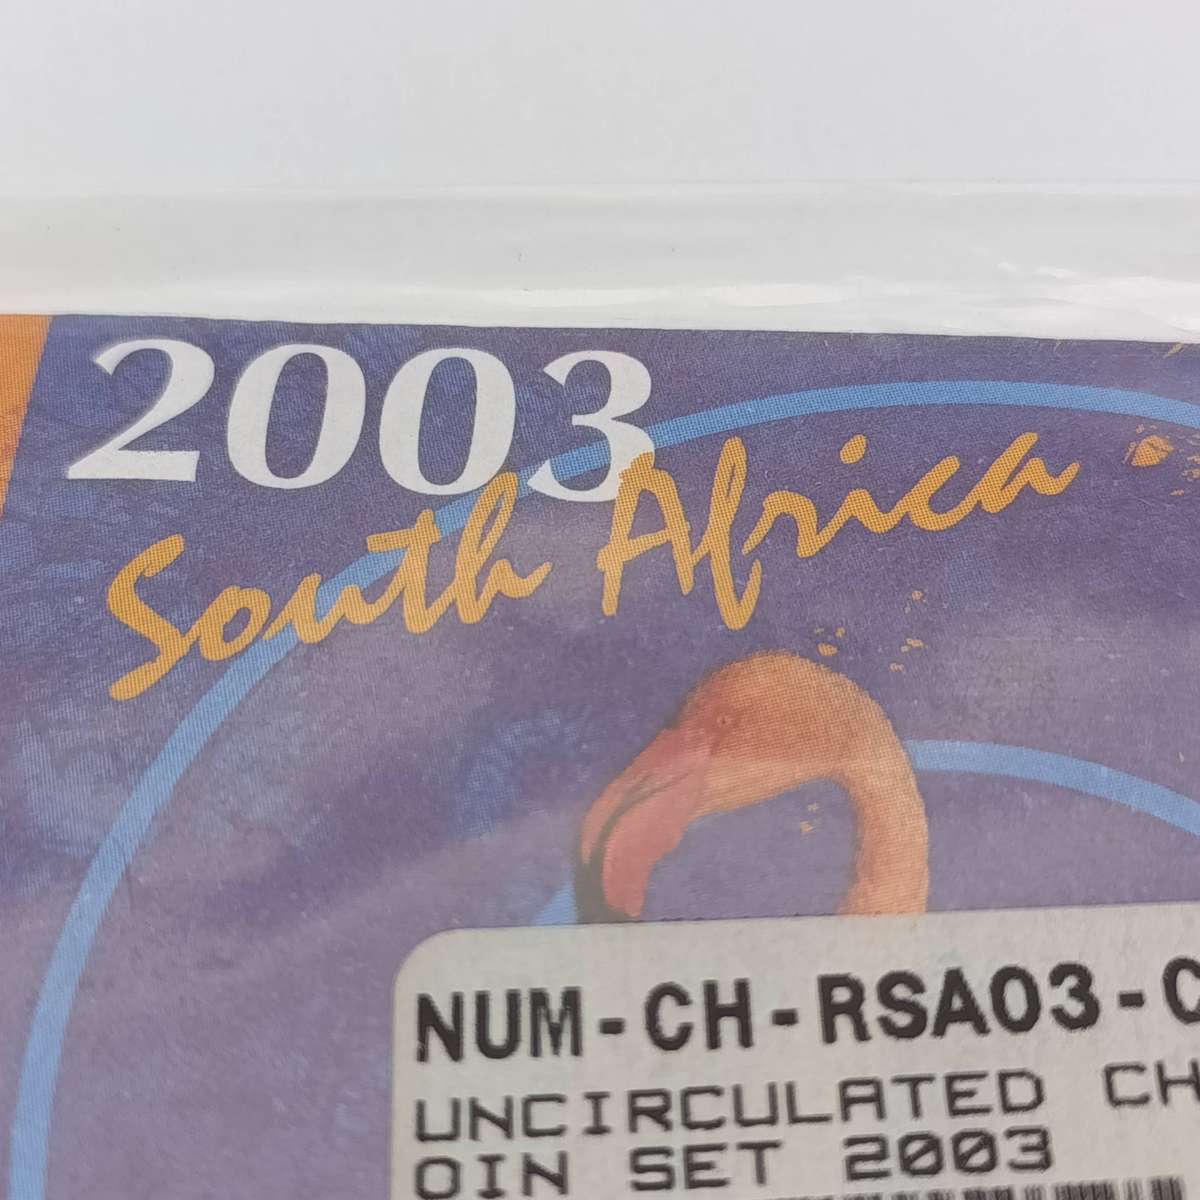 2003
South Africa
NUM-CH-RSA03-C
UNCIRCULATED CH
OIN SET 2003